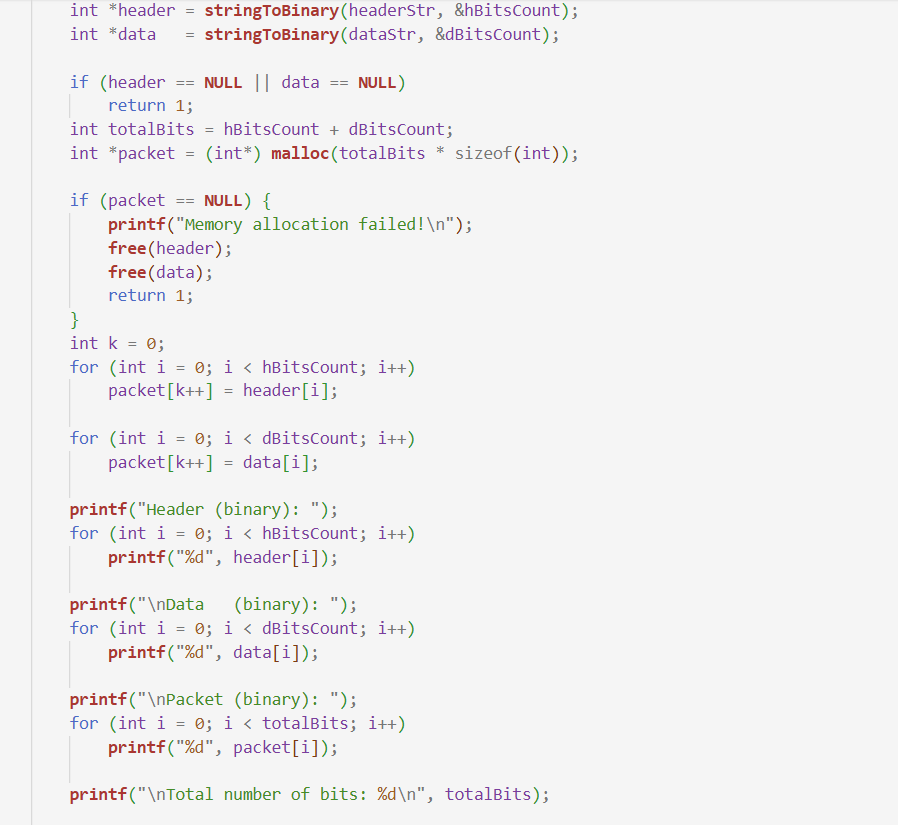 int *header = stringToBinary(headerStr, &hBitsCount);
int *data   = stringToBinary(dataStr, &dBitsCount);
if (header == NULL || data == NULL)
return 1;
int totalBits = hBitsCount + dBitsCount;
int *packet = (int*) malloc(totalBits * sizeof(int));
if (packet == NULL) {
printf("Memory allocation failed!\n");
free(header);
free(data);
return 1;
}
int k = 0;
for (int i = 0; i < hBitsCount; i++)
packet[k++] = header[i];
for (int i = 0; i < dBitsCount; i++)
packet[k++] = data[i];
printf("Header (binary): ");
for (int i = 0; i < hBitsCount; i++)
printf("%d", header[i]);
printf("\nData   (binary): ");
for (int i = 0; i < dBitsCount; i++)
printf("%d", data[i]);
printf("\nPacket (binary): ");
for (int i = 0; i < totalBits; i++)
printf("%d", packet[i]);
printf("\nTotal number of bits: %d\n", totalBits);